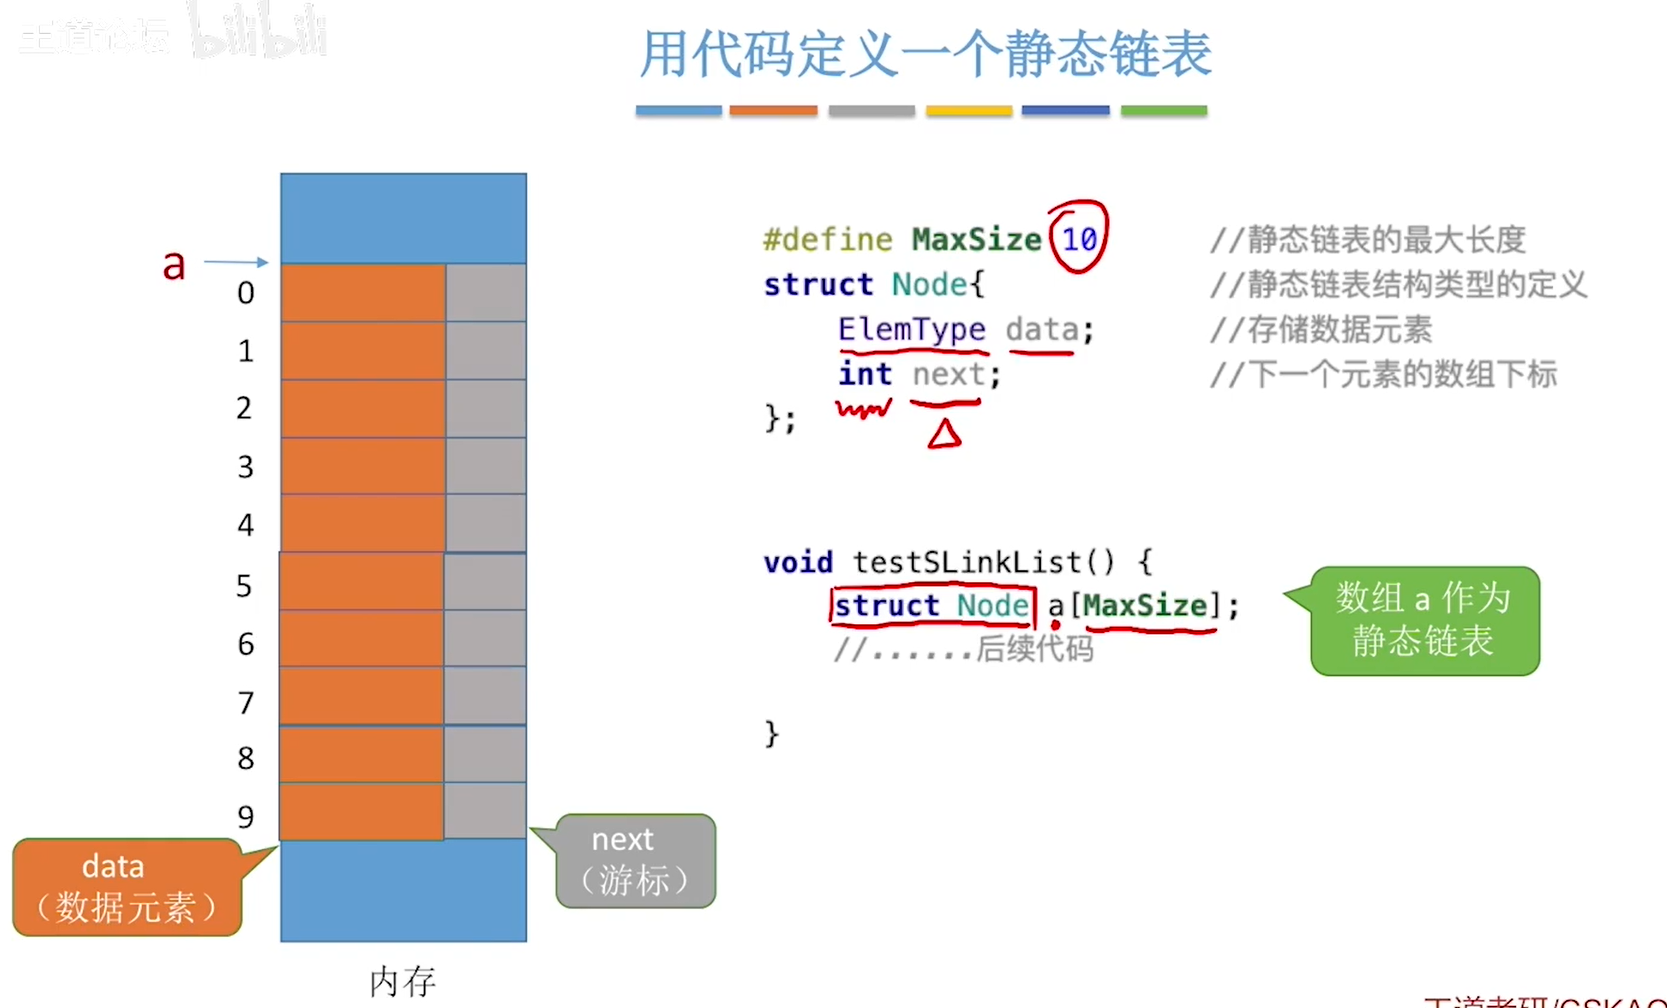 王道论坛 bilibili
用代码定义一个静态链表
#define MaxSize 10 //静态链表的最大长度
struct Node{ //静态链表结构类型的定义
ElemType data; //存储数据元素
int next; //下一个元素的数组下标
};
void testSLinkList() {
struct Node a[MaxSize];
//......后续代码
}
数组 a 作为
静态链表
a
0
1
2
3
4
5
6
7
8
9
data
（数据元素）
next
（游标）
内存
王道考研/CSKAO